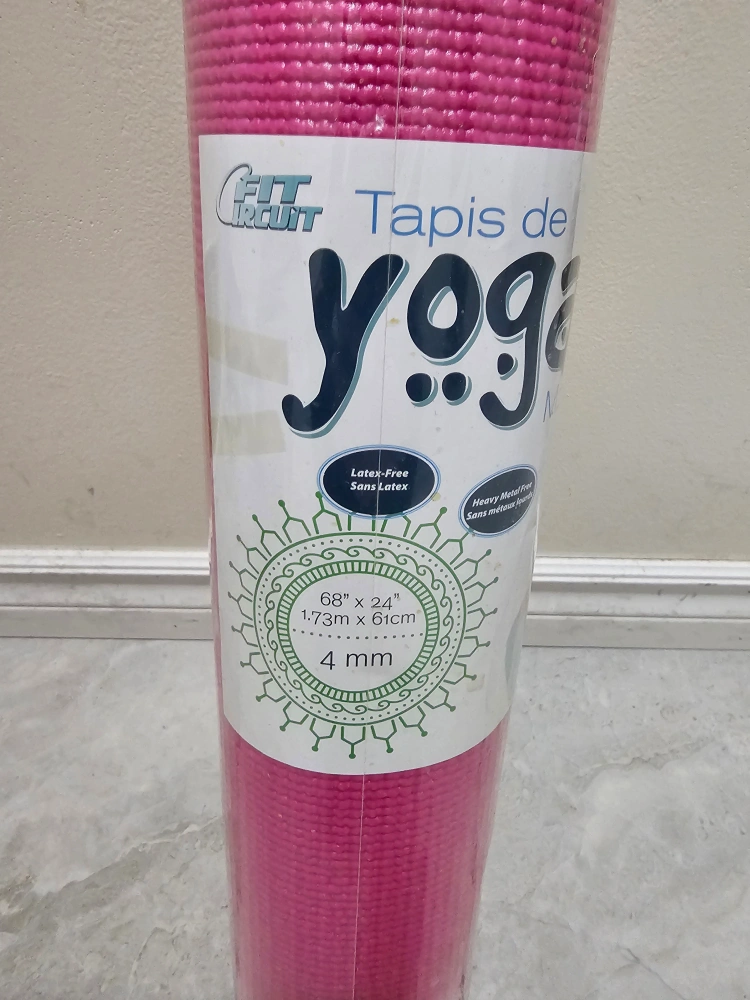 FIT
CIRCUIT
Tapis de
yoga
Latex-Free
Sans Latex
Heavy Metal Free
Sans métaux lourds
68" x 24"
1.73m x 61cm
4 mm